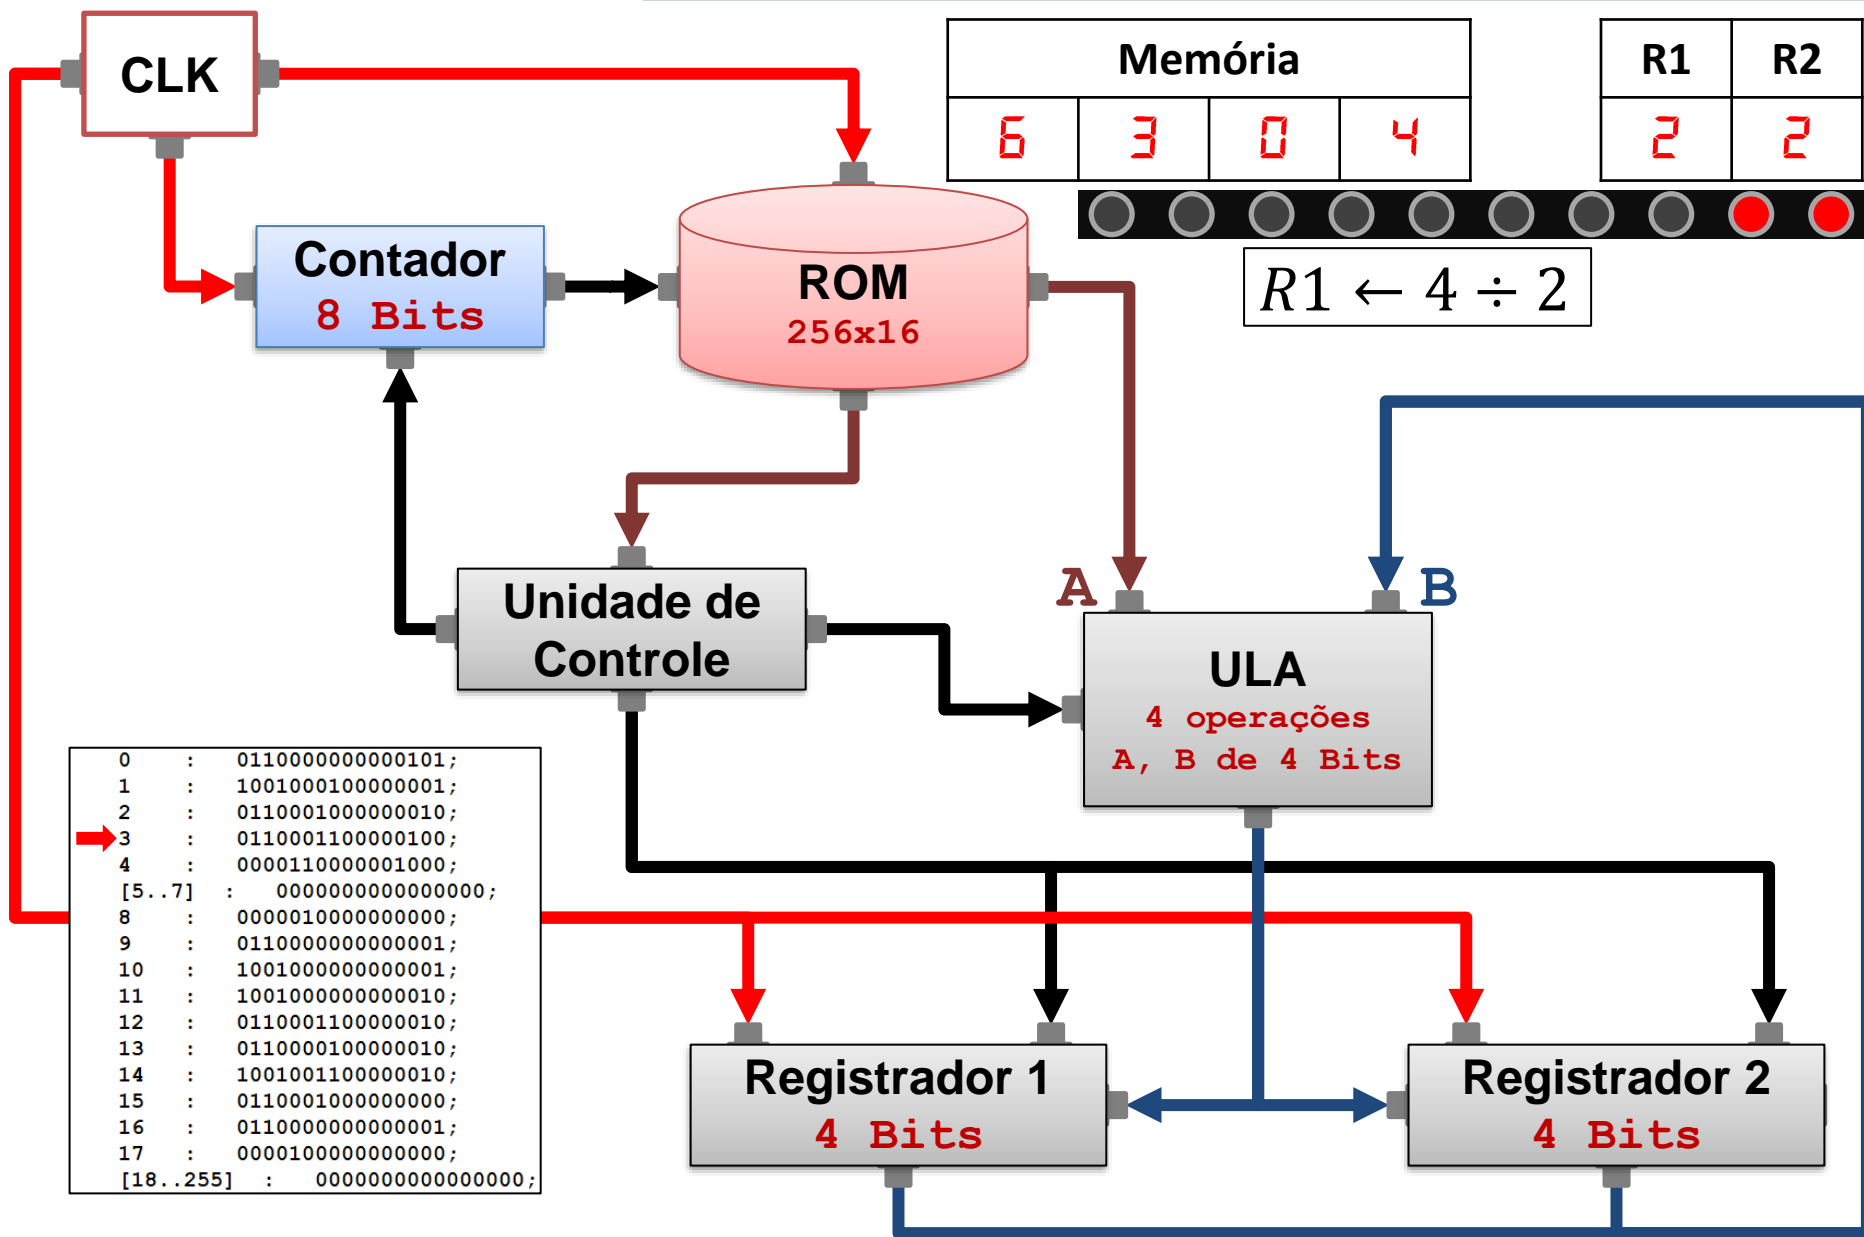 CLK
Memória
R1 R2
6 3 0 4
2 2
R1 ← 4 ÷ 2
Contador
8 Bits
ROM
256x16
A
B
Unidade de
Controle
ULA
4 operações
A, B de 4 Bits
0 : 0110000000000101;
1 : 1001000100000001;
2 : 0110001000000010;
3 : 0110001100000100;
4 : 0000110000001000;
[5..7] : 0000000000000000;
8 : 0000010000000000;
9 : 0110000000000001;
10 : 1001000000000001;
11 : 1001000000000010;
12 : 0110001100000010;
13 : 0110000100000010;
14 : 1001001100000010;
15 : 0110001000000000;
16 : 0110000000000001;
17 : 0000100000000000;
[18..255] : 0000000000000000;
Registrador 1
4 Bits
Registrador 2
4 Bits